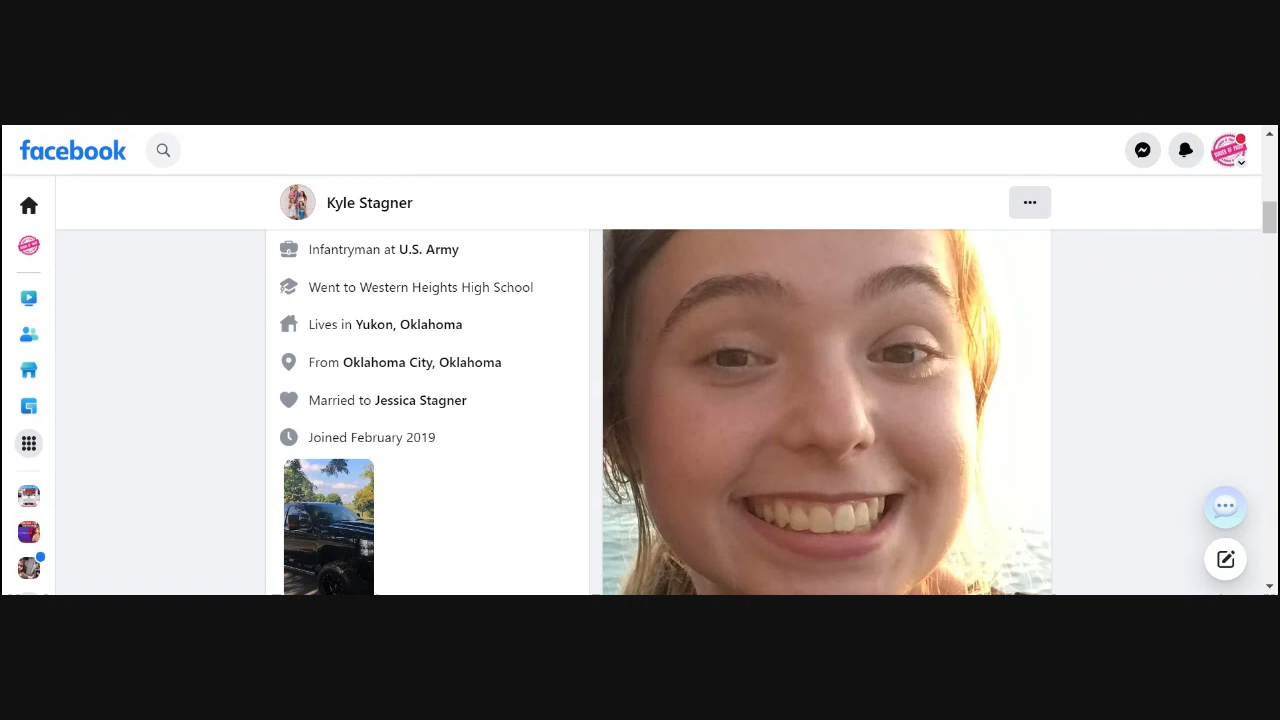 facebook
Kyle Stagner
Infantryman at U.S. Army
Went to Western Heights High School
Lives in Yukon, Oklahoma
From Oklahoma City, Oklahoma
Married to Jessica Stagner
Joined February 2019